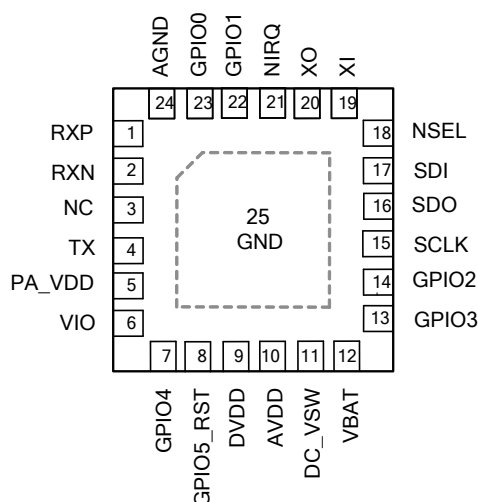 AGND
GPIO0
GPIO1
NIRQ
XO
XI
24
23
22
21
20
19
RXP 1
RXN 2
NC 3
TX 4
PA_VDD 5
VIO 6
18 NSEL
17 SDI
16 SDO
15 SCLK
14 GPIO2
13 GPIO3
25
GND
7
8
9
10
11
12
GPIO4
GPIO5_RST
DVDD
AVDD
DC_VSW
VBAT